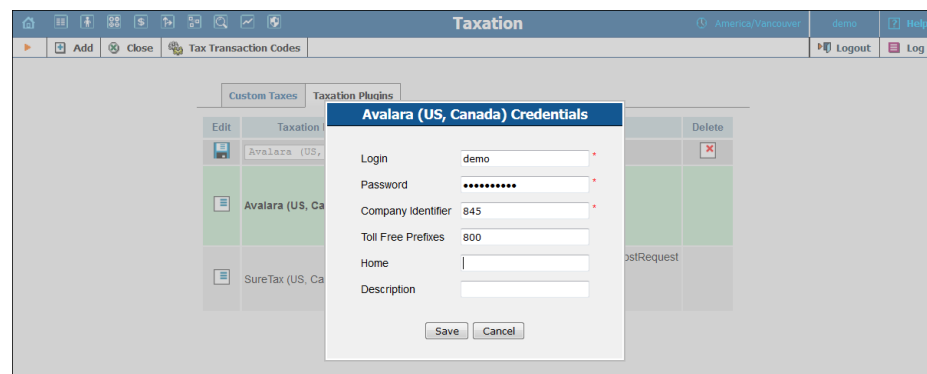 Taxation America/Vancouver demo Help
Add Close Tax Transaction Codes Logout Log
Custom Taxes Taxation Plugins
Avalara (US, Canada) Credentials
Edit Taxation Delete
Avalara (US,
Login demo *
Password •••••••••• *
Avalara (US, Ca
Company Identifier 845 *
Toll Free Prefixes 800
Home
ostRequest
SureTax (US, Ca
Description
Save Cancel